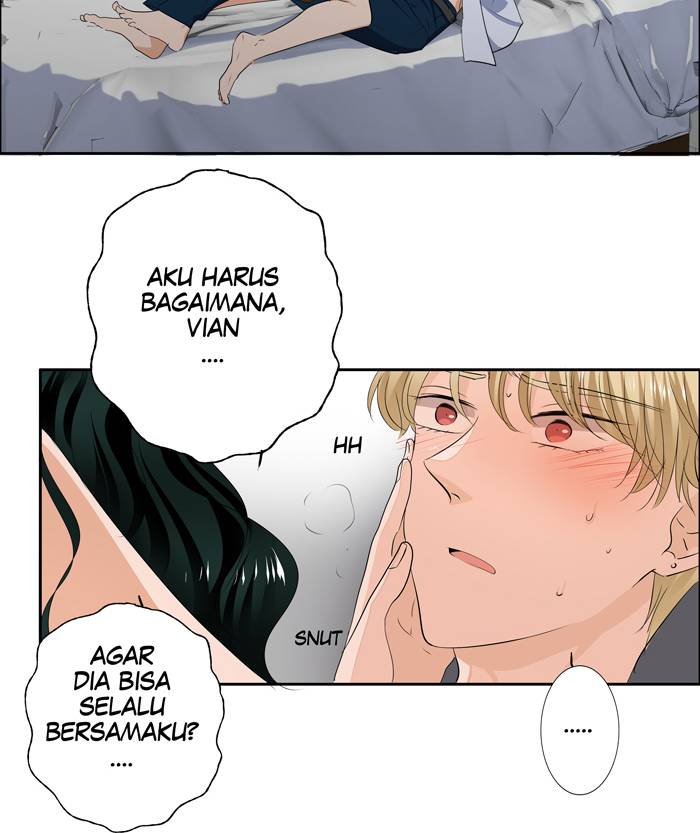 AKU HARUS
BAGAIMANA,
VIAN
....
HH
SNUT
AGAR
DIA BISA
SELALU
BERSAMAKU?
....
.....